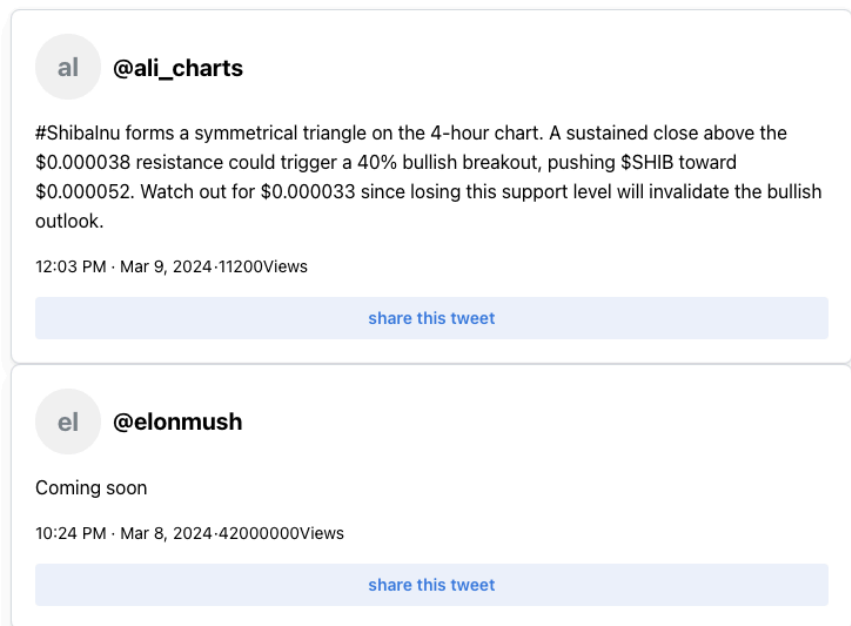 al
@ali_charts
#ShibaInu forms a symmetrical triangle on the 4-hour chart. A sustained close above the
$0.000038 resistance could trigger a 40% bullish breakout, pushing $SHIB toward
$0.000052. Watch out for $0.000033 since losing this support level will invalidate the bullish
outlook.
12:03 PM · Mar 9, 2024·11200Views
share this tweet
el
@elonmush
Coming soon
10:24 PM · Mar 8, 2024·42000000Views
share this tweet